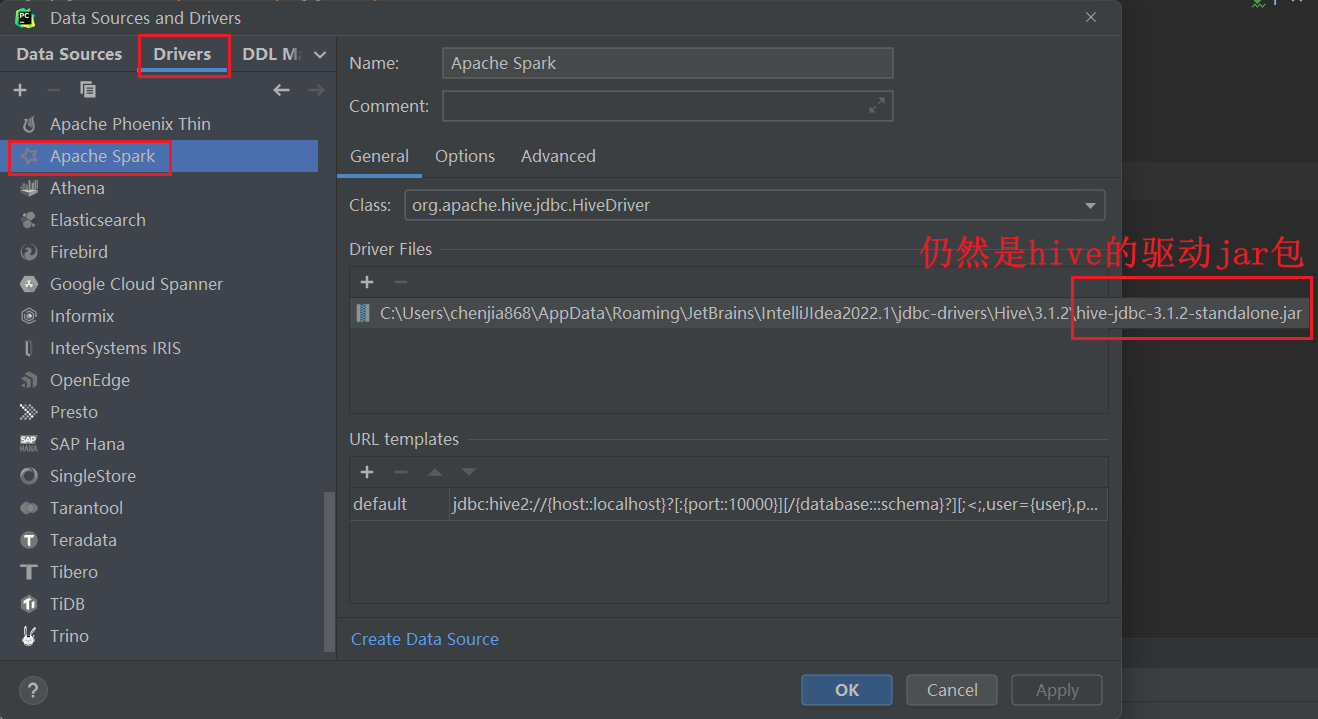 PC
Data Sources and Drivers
Data Sources Drivers DDL Ma
Apache Phoenix Thin
Apache Spark
Athena
Elasticsearch
Firebird
Google Cloud Spanner
Informix
InterSystems IRIS
OpenEdge
Presto
SAP HANA SAP Hana
SingleStore
Tarantool
Teradata
Tibero
TiDB
Trino
Name: Apache Spark
Comment:
General Options Advanced
Class: org.apache.hive.jdbc.HiveDriver
Driver Files
仍然是hive的驱动jar包
C:\Users\chenjia868\AppData\Roaming\JetBrains\IntelliJIdea2022.1\jdbc-drivers\Hive\3.1.2\hive-jdbc-3.1.2-standalone.jar
URL templates
default jdbc:hive2://{host::localhost}?[:{port::10000}][/{database:::schema}?][;<;,user={user},p...
Create Data Source
? OK Cancel Apply